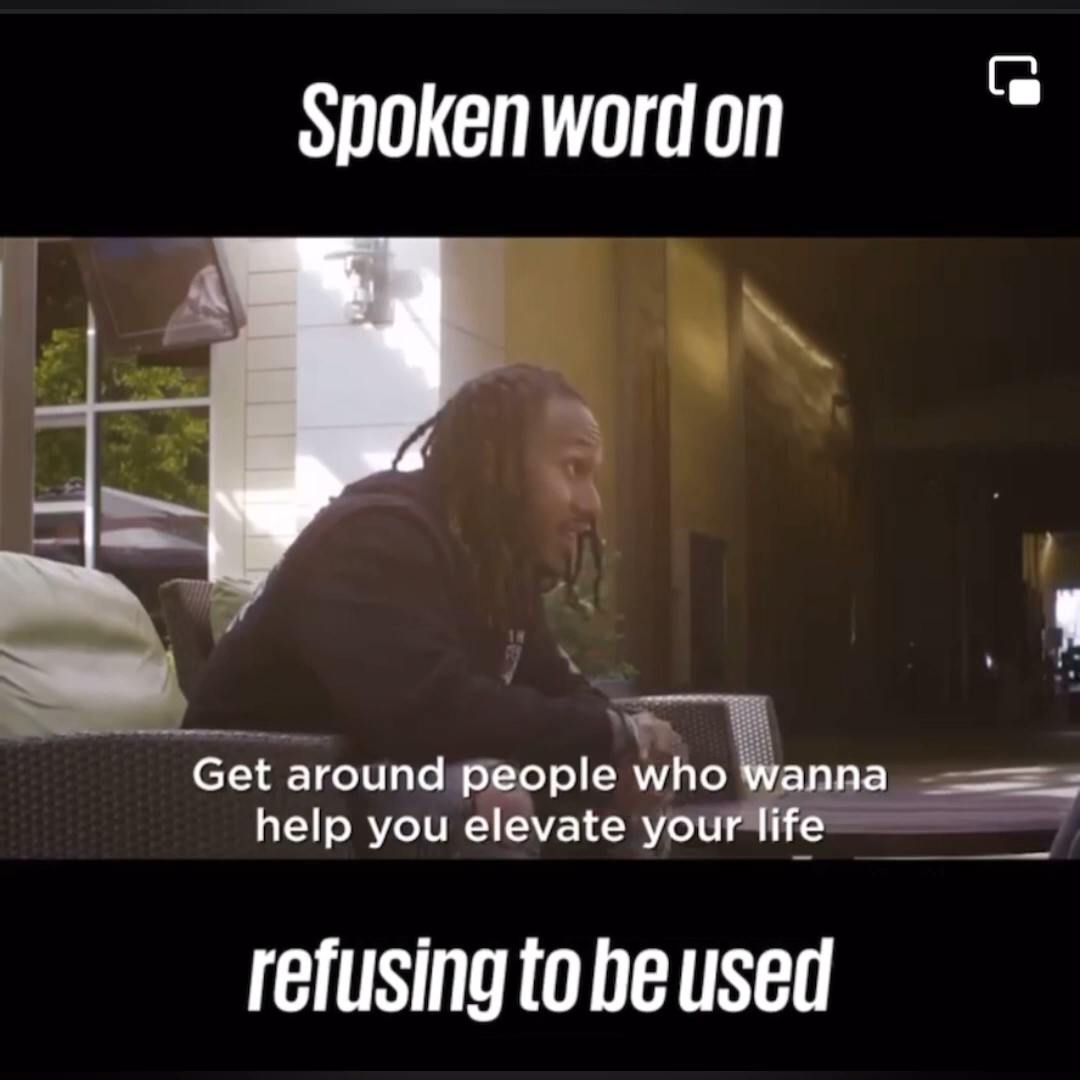 Spoken word on
Get around people who wanna
help you elevate your life
refusing to be used